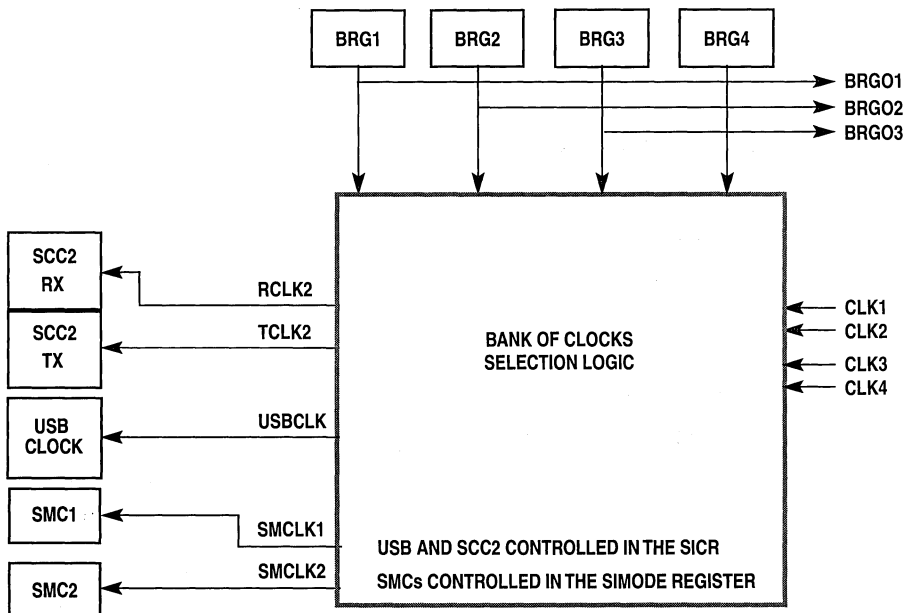 BRG1
BRG2
BRG3
BRG4
BRGO1
BRGO2
BRGO3
SCC2
RX
RCLK2
CLK1
SCC2
TX
TCLK2
CLK2
BANK OF CLOCKS
SELECTION LOGIC
CLK3
CLK4
USB
CLOCK
USBCLK
SMC1
SMCLK1
USB AND SCC2 CONTROLLED IN THE SICR
SMC2
SMCLK2
SMCs CONTROLLED IN THE SIMODE REGISTER